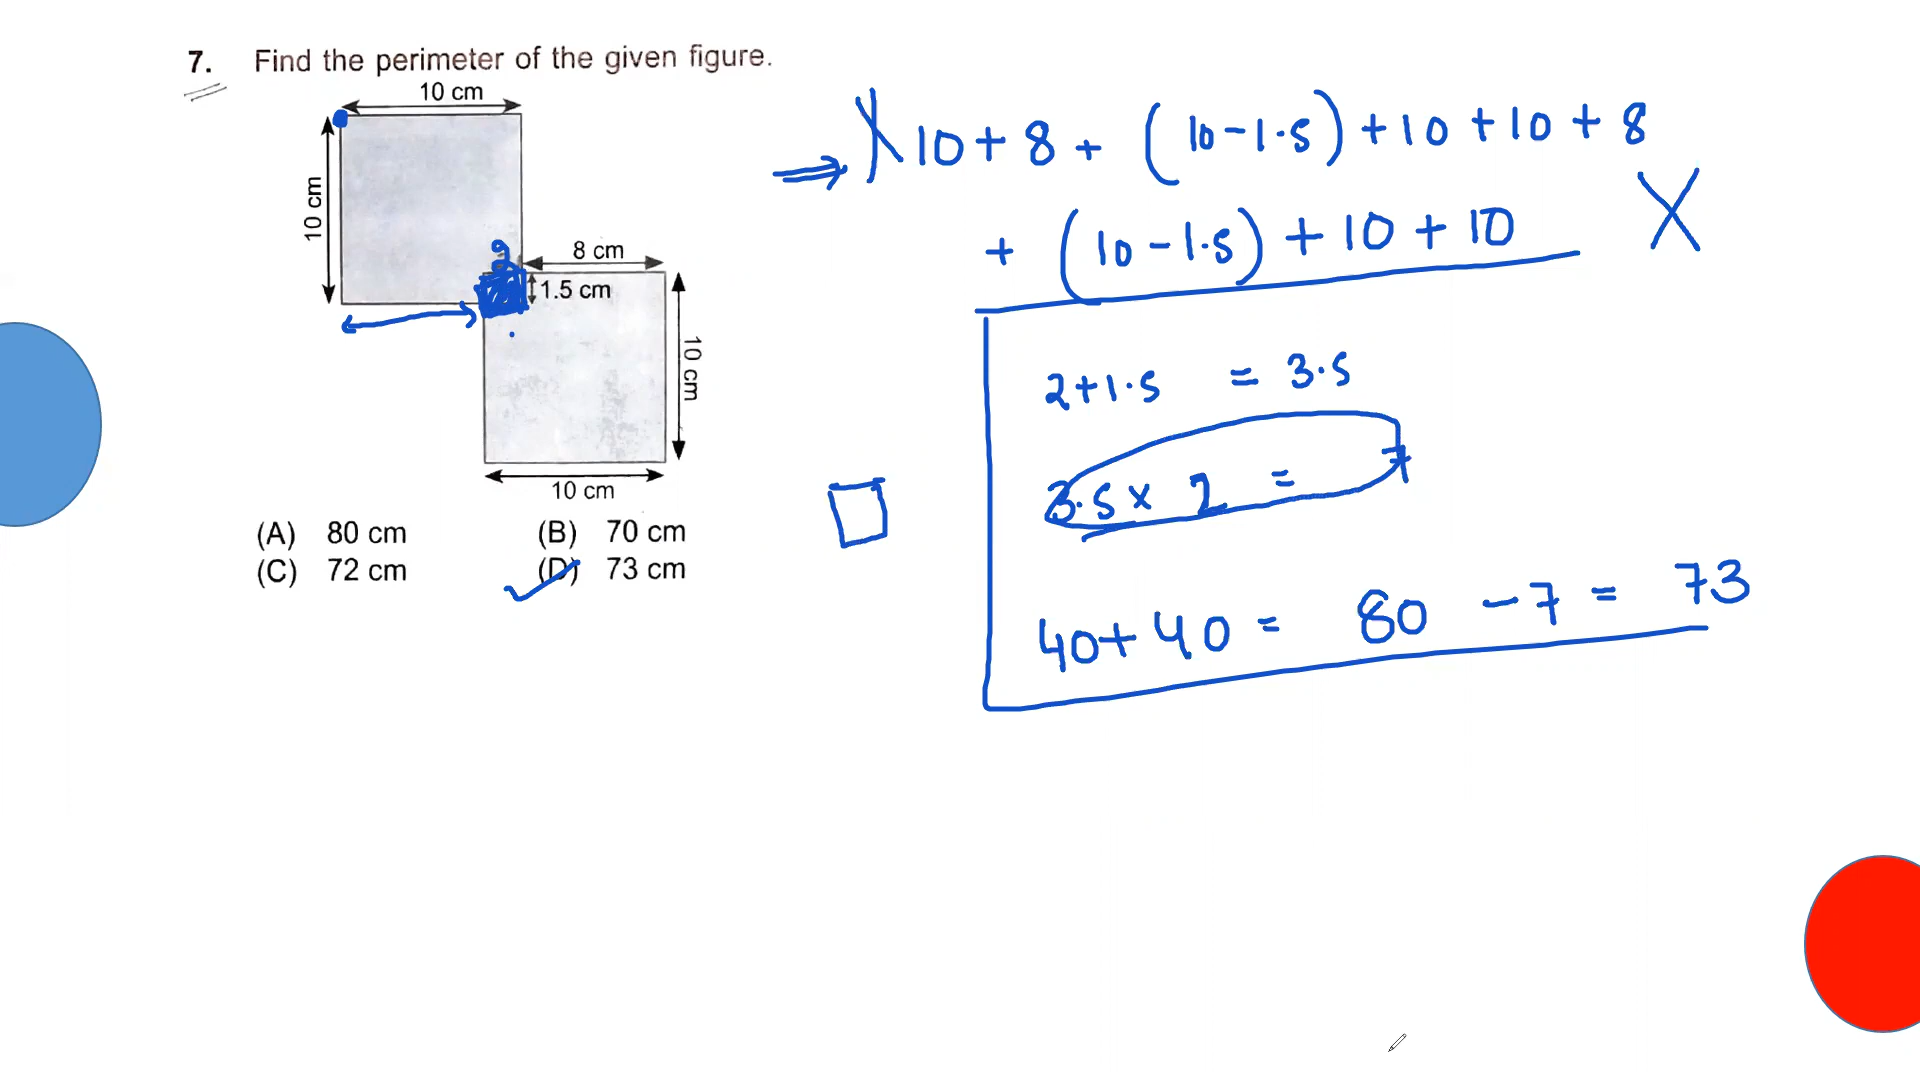 7. Find the perimeter of the given figure.
10 cm
10 cm
8 cm
1.5 cm
10 cm
10 cm
(A) 80 cm (B) 70 cm
(C) 72 cm (D) 73 cm
10 + 8 + (10 - 1.5) + 10 + 10 + 8
+ (10 - 1.5) + 10 + 10
2 + 1.5 = 3.5
3.5 x 2 = 7
40 + 40 = 80 - 7 = 73